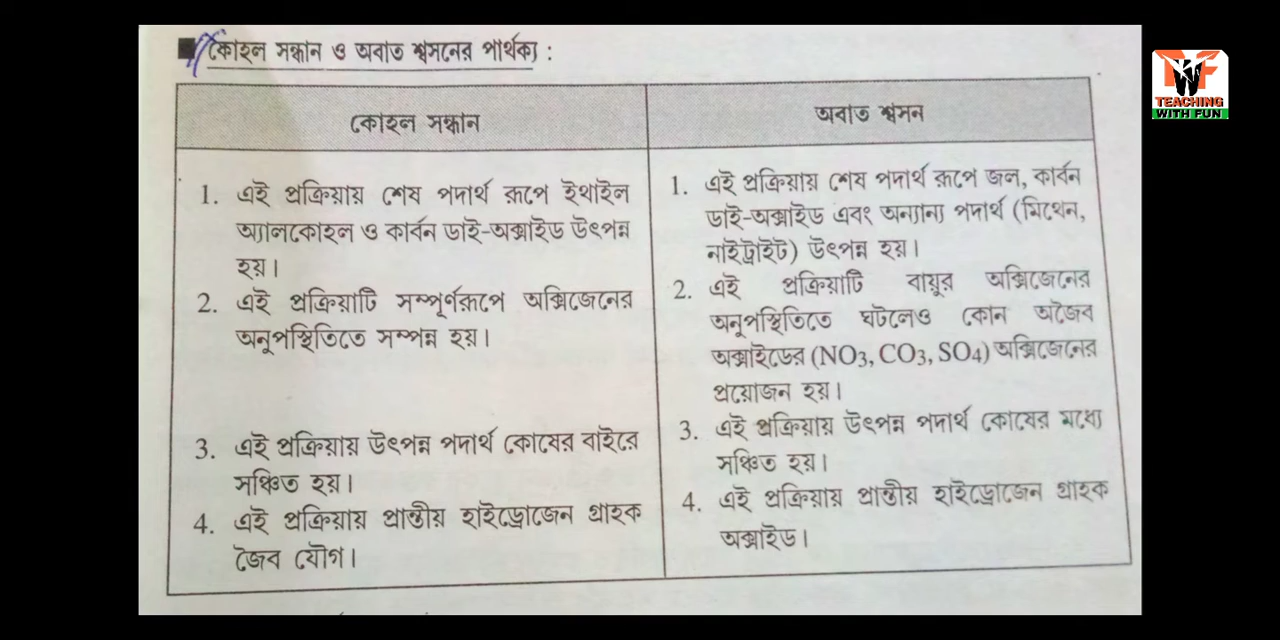 কোহল সন্ধান ও অবাত শ্বসনের পার্থক্য :
কোহল সন্ধান
1. এই প্রক্রিয়ায় শেষ পদার্থ রূপে ইথাইল
অ্যালকোহল ও কার্বন ডাই-অক্সাইড উৎপন্ন
হয়।
2. এই প্রক্রিয়াটি সম্পূর্ণরূপে অক্সিজেনের
অনুপস্থিতিতে সম্পন্ন হয়।
3. এই প্রক্রিয়ায় উৎপন্ন পদার্থ কোষের বাইরে
সঞ্চিত হয়।
4. এই প্রক্রিয়ায় প্রান্তীয় হাইড্রোজেন গ্রাহক
জৈব যৌগ।
অবাত শ্বসন
1. এই প্রক্রিয়ায় শেষ পদার্থ রূপে জল, কার্বন
ডাই-অক্সাইড এবং অন্যান্য পদার্থ (মিথেন,
নাইট্রাইট) উৎপন্ন হয়।
2. এই প্রক্রিয়াটি বায়ুর অক্সিজেনের
অনুপস্থিতিতে ঘটলেও কোন অজৈব
অক্সাইডের (NO3, CO3, SO4) অক্সিজেনের
প্রয়োজন হয়।
3. এই প্রক্রিয়ায় উৎপন্ন পদার্থ কোষের মধ্যে
সঞ্চিত হয়।
4. এই প্রক্রিয়ায় প্রান্তীয় হাইড্রোজেন গ্রাহক
অক্সাইড।
TWF
TEACHING
WITH FUN